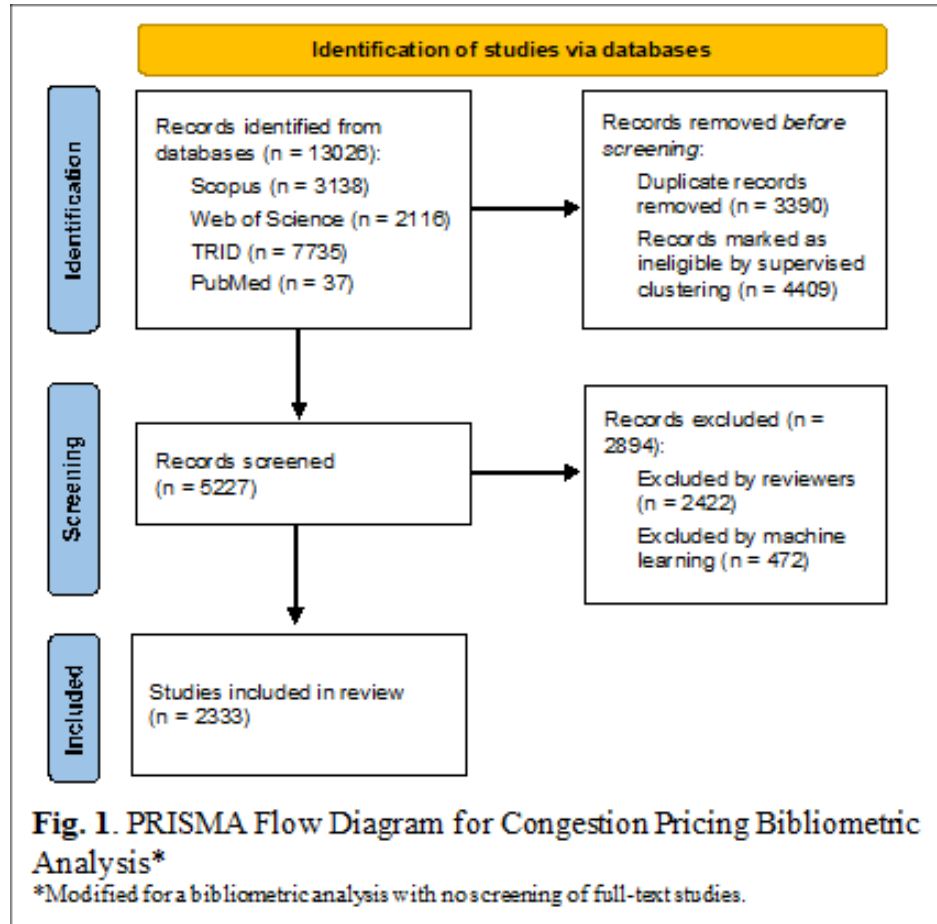 Identification of studies via databases
Identification
Records identified from
databases (n = 13026):
Scopus (n = 3138)
Web of Science (n = 2116)
TRID (n = 7735)
PubMed (n = 37)
Records removed before
screening:
Duplicate records
removed (n = 3390)
Records marked as
ineligible by supervised
clustering (n = 4409)
Screening
Records screened
(n = 5227)
Records excluded (n =
2894):
Excluded by reviewers
(n = 2422)
Excluded by machine
learning (n = 472)
Included
Studies included in review
(n = 2333)
Fig. 1. PRISMA Flow Diagram for Congestion Pricing Bibliometric
Analysis*
*Modified for a bibliometric analysis with no screening of full-text studies.